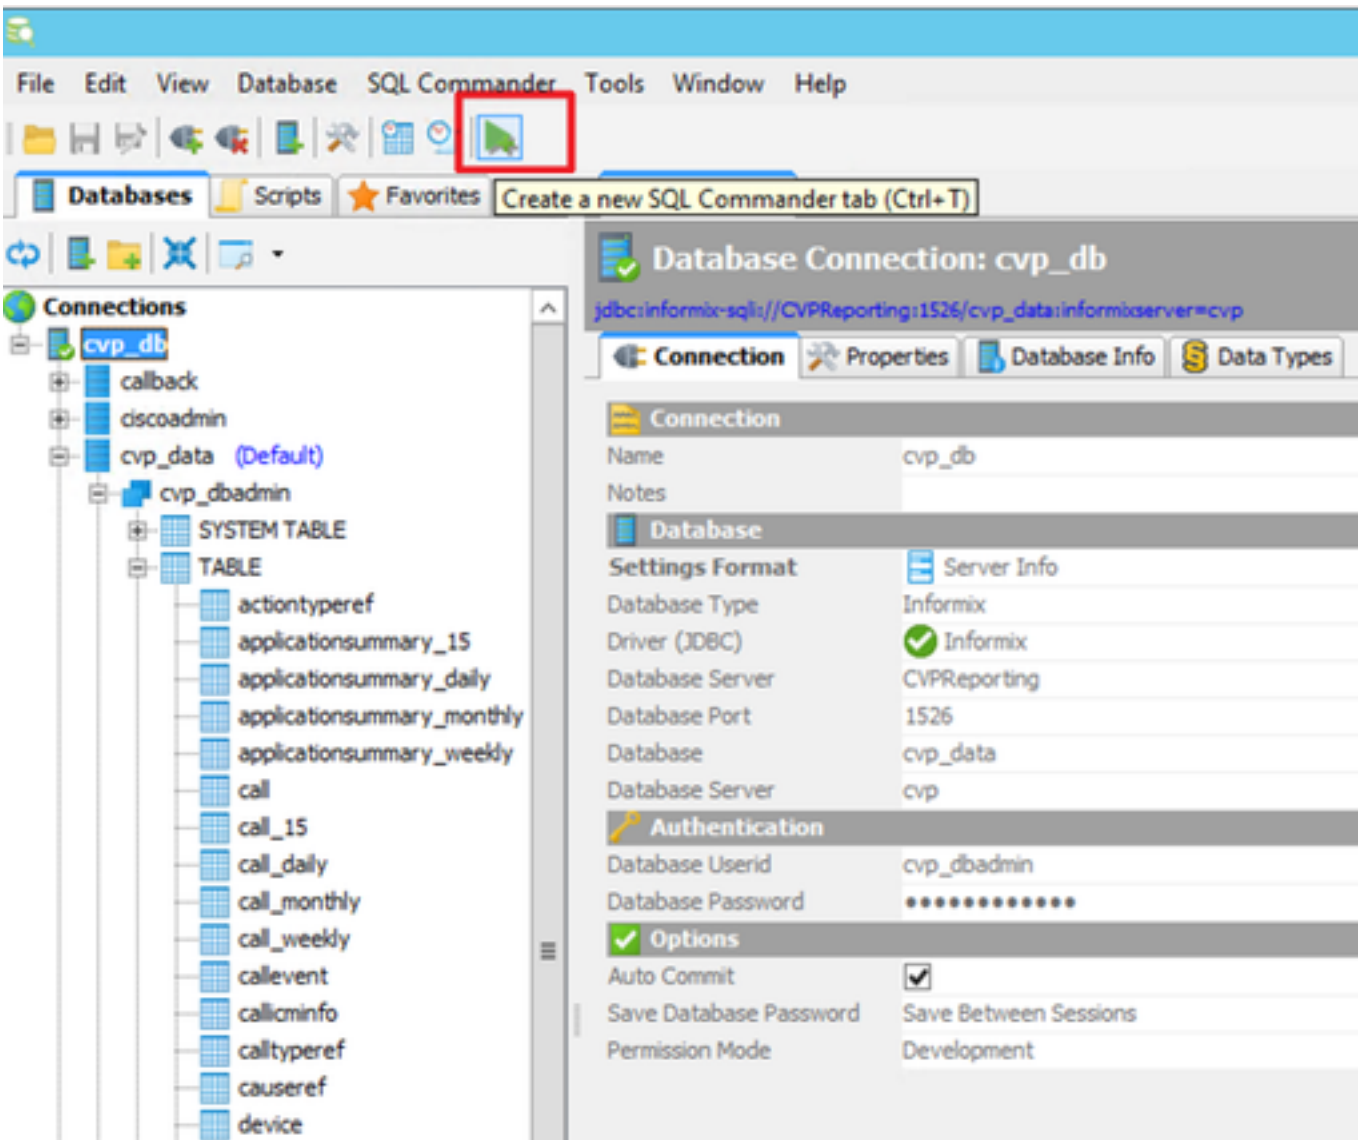 File Edit View Database SQL Commander Tools Window Help
Databases Scripts Favorites
Create a new SQL Commander tab (Ctrl+T)
Connections
cvp_db
callback
ciscoadmin
cvp_data (Default)
cvp_dbadmin
SYSTEM TABLE
TABLE
actiontyperef
applicationsummary_15
applicationsummary_daily
applicationsummary_monthly
applicationsummary_weekly
call
call_15
call_daily
call_monthly
call_weekly
callevent
callicminfo
calltyperef
causeref
device
Database Connection: cvp_db
jdbc:informix-sqli://CVPReporting:1526/cvp_data:informixserver=cvp
Connection Properties Database Info Data Types
Connection
Name cvp_db
Notes
Database
Settings Format Server Info
Database Type Informix
Driver (JDBC) Informix
Database Server CVPReporting
Database Port 1526
Database cvp_data
Database Server cvp
Authentication
Database Userid cvp_dbadmin
Database Password ••••••••••••
Options
Auto Commit
Save Database Password Save Between Sessions
Permission Mode Development